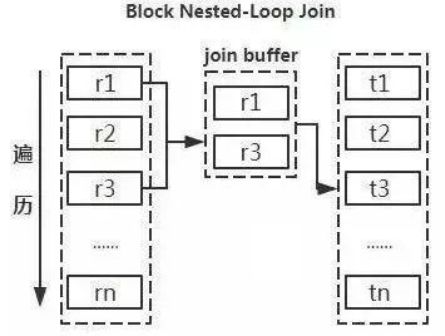 Block Nested-Loop Join
join buffer
遍
历
r1
r2
r3
......
rn
r1
r3
t1
t2
t3
......
tn